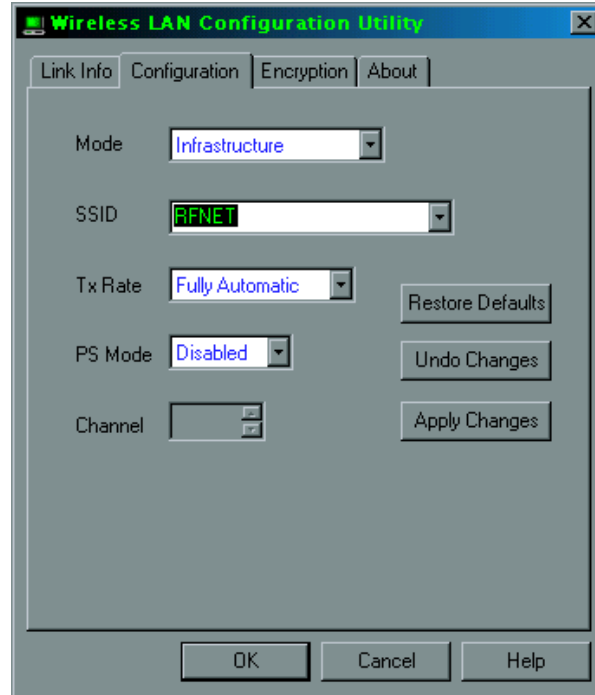 Wireless LAN Configuration Utility
Link Info Configuration Encryption About
Mode Infrastructure
SSID RFNET
Tx Rate Fully Automatic
Restore Defaults
PS Mode Disabled
Undo Changes
Channel
Apply Changes
OK Cancel Help